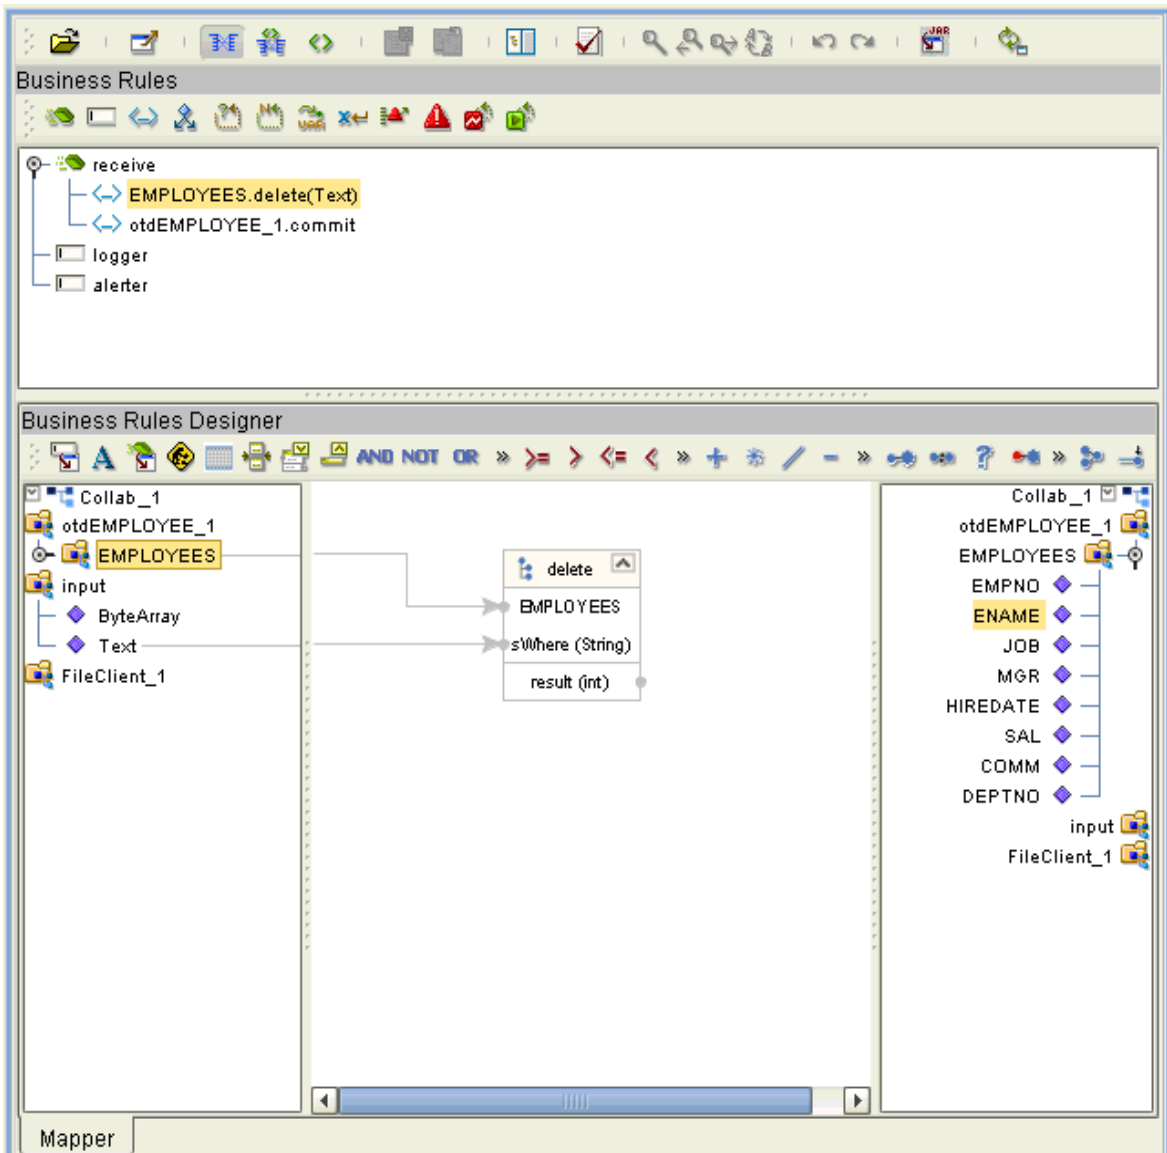 JAR
Business Rules
VAR
receive
EMPLOYEES.delete(Text)
otdEMPLOYEE_1.commit
logger
alerter
Business Rules Designer
A AND NOT OR » >= > <= < » + / - » ? »
Collab_1
otdEMPLOYEE_1
EMPLOYEES
input
ByteArray
Text
FileClient_1
delete
EMPLOYEES
sWhere (String)
result (int)
Collab_1
otdEMPLOYEE_1
EMPLOYEES
EMPNO
ENAME
JOB
MGR
HIREDATE
SAL
COMM
DEPTNO
input
FileClient_1
Mapper